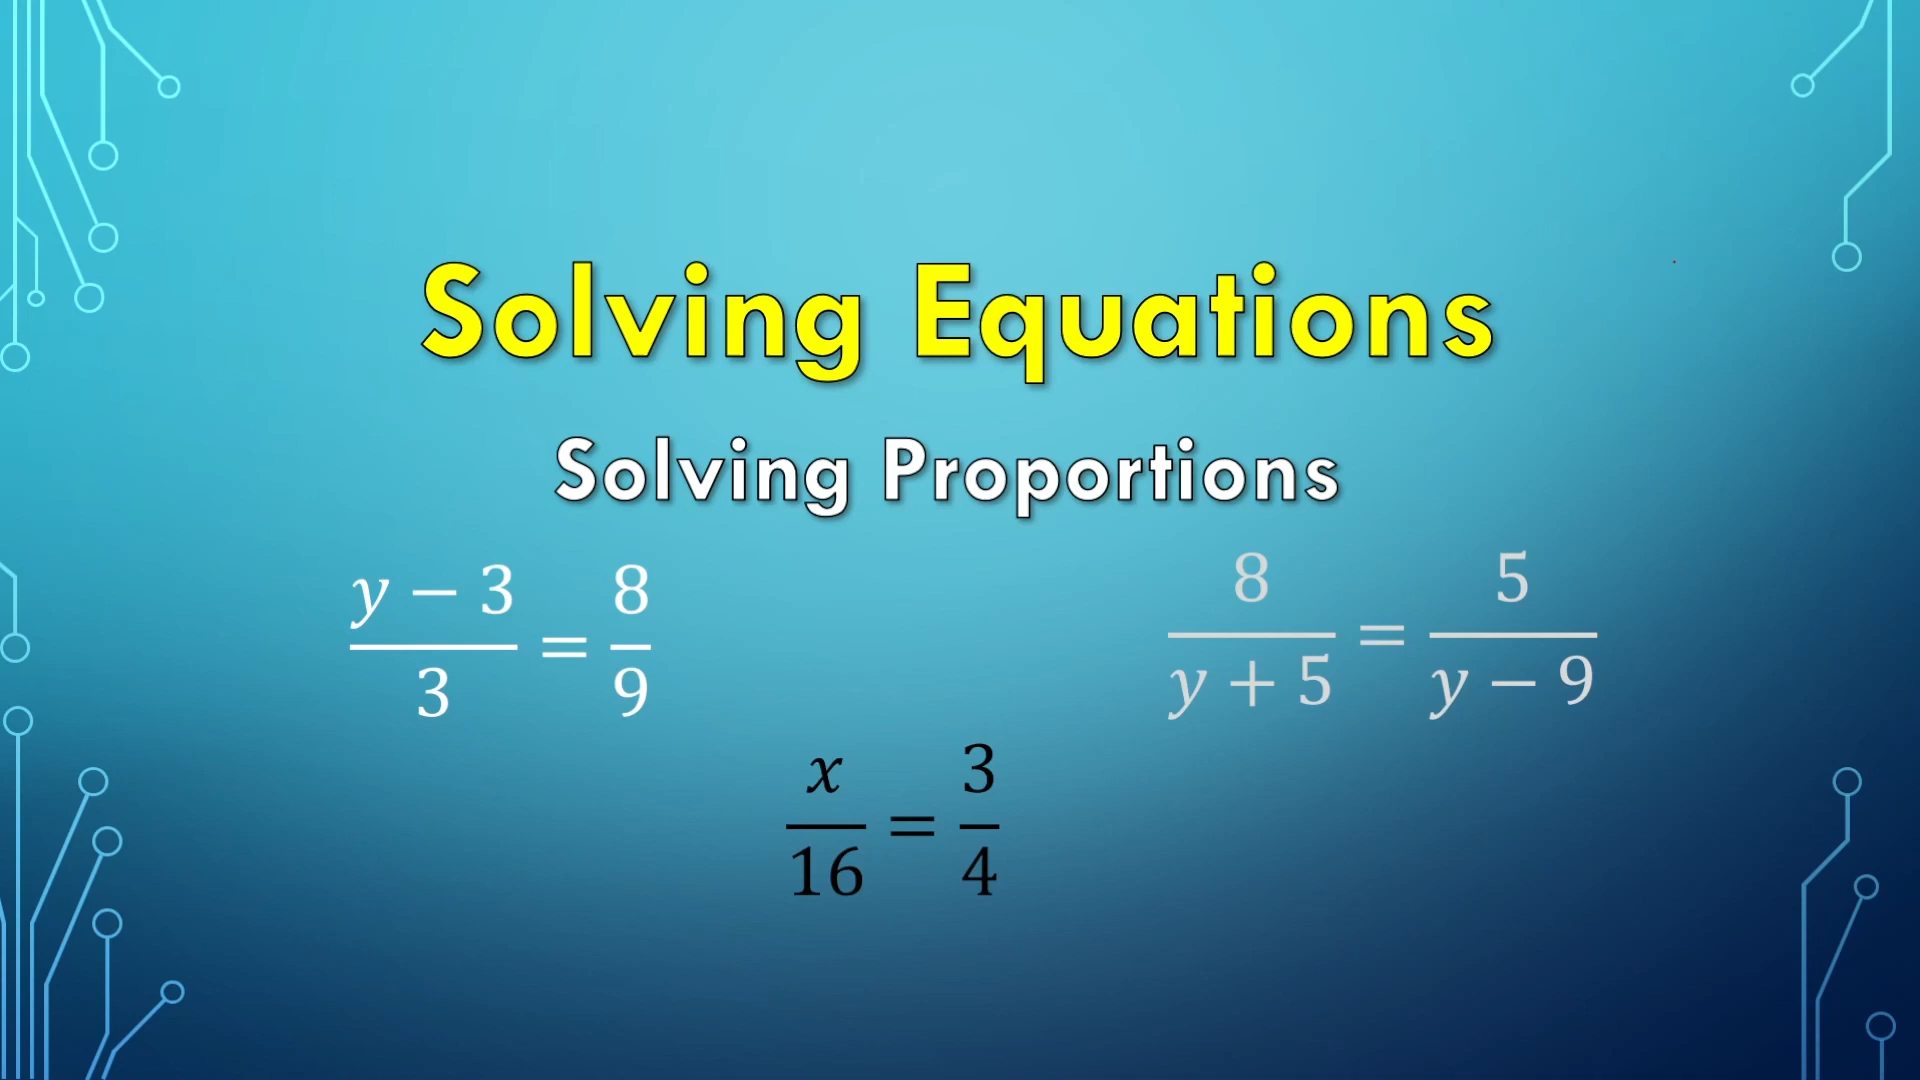 Solving Equations
Solving Proportions
y − 3 / 3 = 8 / 9
8 / y + 5 = 5 / y − 9
x / 16 = 3 / 4